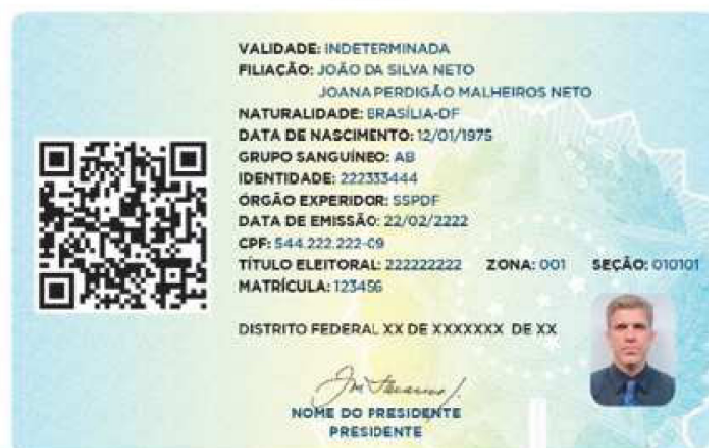 VALIDADE: INDETERMINADA
FILIAÇÃO: JOÃO DA SILVA NETO
JOANA PERDIGÃO MALHEIROS NETO
NATURALIDADE: BRASÍLIA-DF
DATA DE NASCIMENTO: 12/01/1975
GRUPO SANGUÍNEO: AB
IDENTIDADE: 222333444
ÓRGÃO EXPERIDOR: SSPDF
DATA DE EMISSÃO: 22/02/2222
CPF: 544.222.222-09
TÍTULO ELEITORAL: 222222222 ZONA: 001 SEÇÃO: 010101
MATRÍCULA: 123456
DISTRITO FEDERAL XX DE XXXXXXX DE XX
NOME DO PRESIDENTE
PRESIDENTE